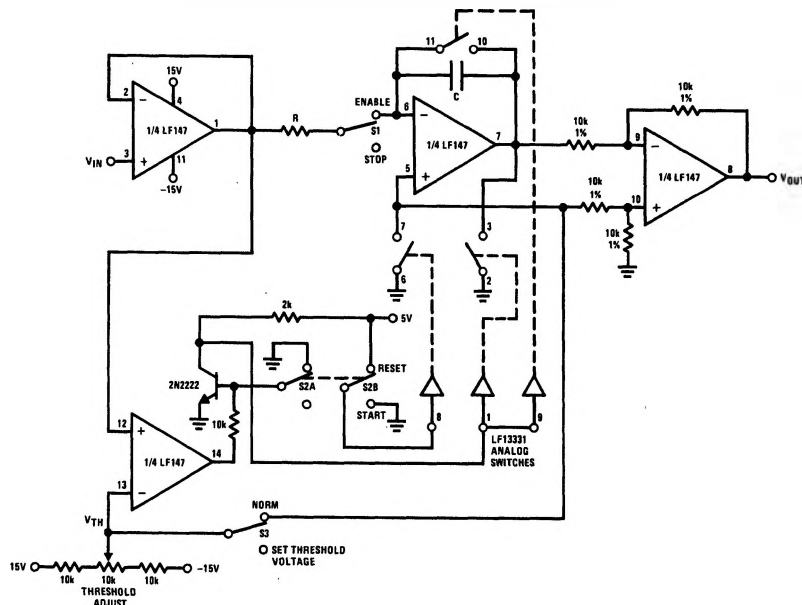 11
10
15V
2
4
1
1/4 LF147
3
VIN
11
-15V
R
ENABLE
S1
STOP
C
6
7
1/4 LF147
5
10k
1%
10k
1%
9
8
1/4 LF147
VOUT
10k
1%
10
10k
1%
7
6
3
2
2k
5V
2N2222
S2A
S2B
RESET
START
8
1
9
LF13331
ANALOG
SWITCHES
10k
12
14
1/4 LF147
13
VTH
NORM
S3
SET THRESHOLD
VOLTAGE
15V
10k
10k
10k
-15V
THRESHOLD
ADJUST